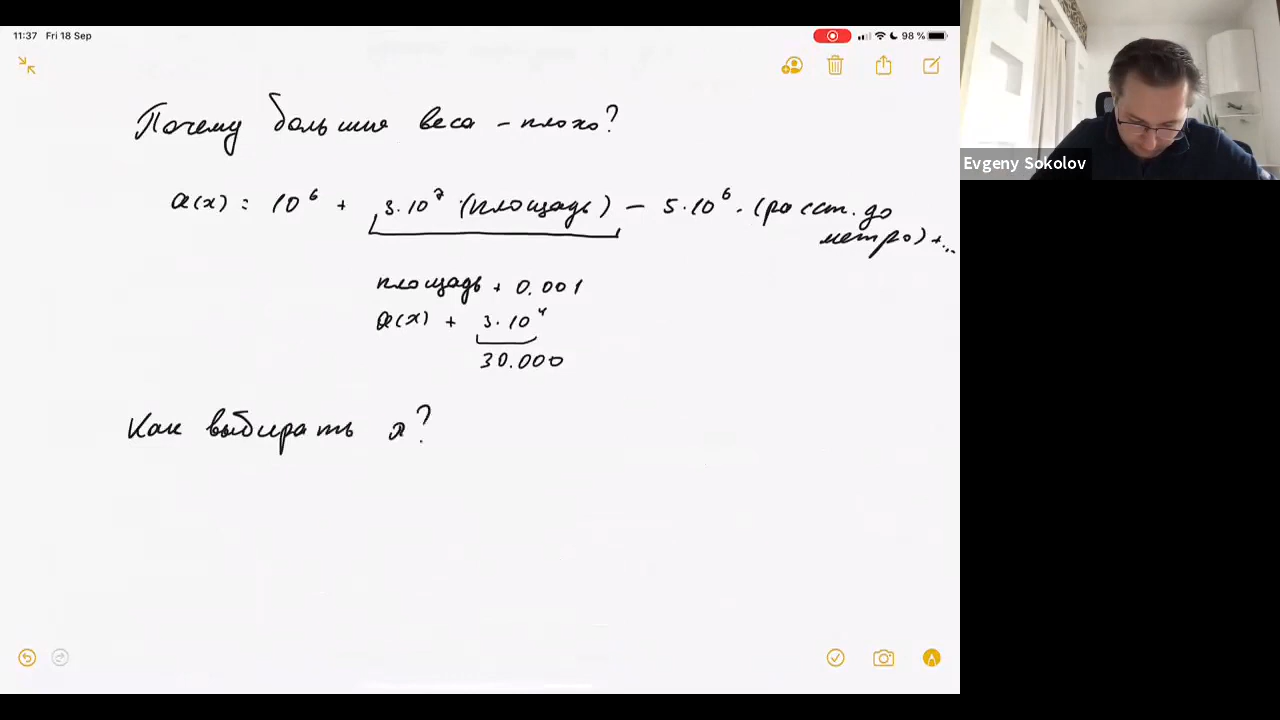 11:37 Fri 18 Sep 98 %
Почему большие веса - плохо?
a(x) = 10⁶ + 3·10⁷ (площадь) - 5·10⁶ · (расст. до
метро) + ...
площадь + 0.001
a(x) + 3·10⁴
30.000
Как выбирать λ?
Evgeny Sokolov